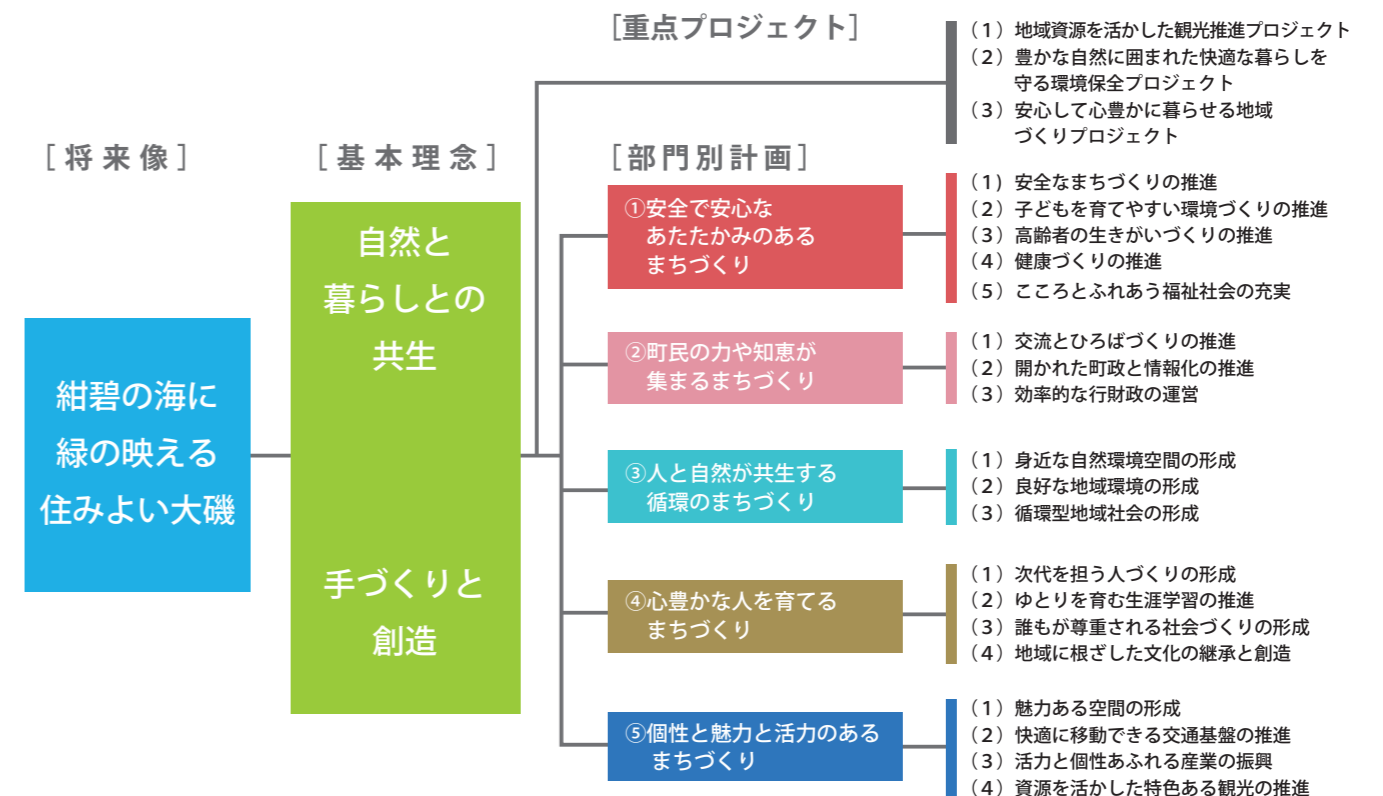 ［将来像］
紺碧の海に
緑の映える
住みよい大磯
［基本理念］
自然と
暮らしとの
共生
手づくりと
創造
［重点プロジェクト］
（1）地域資源を活かした観光推進プロジェクト
（2）豊かな自然に囲まれた快適な暮らしを
守る環境保全プロジェクト
（3）安心して心豊かに暮らせる地域
づくりプロジェクト
［部門別計画］
①安全で安心な
あたたかみのある
まちづくり
（1）安全なまちづくりの推進
（2）子どもを育てやすい環境づくりの推進
（3）高齢者の生きがいづくりの推進
（4）健康づくりの推進
（5）こころとふれあう福祉社会の充実
②町民の力や知恵が
集まるまちづくり
（1）交流とひろばづくりの推進
（2）開かれた町政と情報化の推進
（3）効率的な行財政の運営
③人と自然が共生する
循環のまちづくり
（1）身近な自然環境空間の形成
（2）良好な地域環境の形成
（3）循環型地域社会の形成
④心豊かな人を育てる
まちづくり
（1）次代を担う人づくりの形成
（2）ゆとりを育む生涯学習の推進
（3）誰もが尊重される社会づくりの形成
（4）地域に根ざした文化の継承と創造
⑤個性と魅力と活力のある
まちづくり
（1）魅力ある空間の形成
（2）快適に移動できる交通基盤の推進
（3）活力と個性あふれる産業の振興
（4）資源を活かした特色ある観光の推進